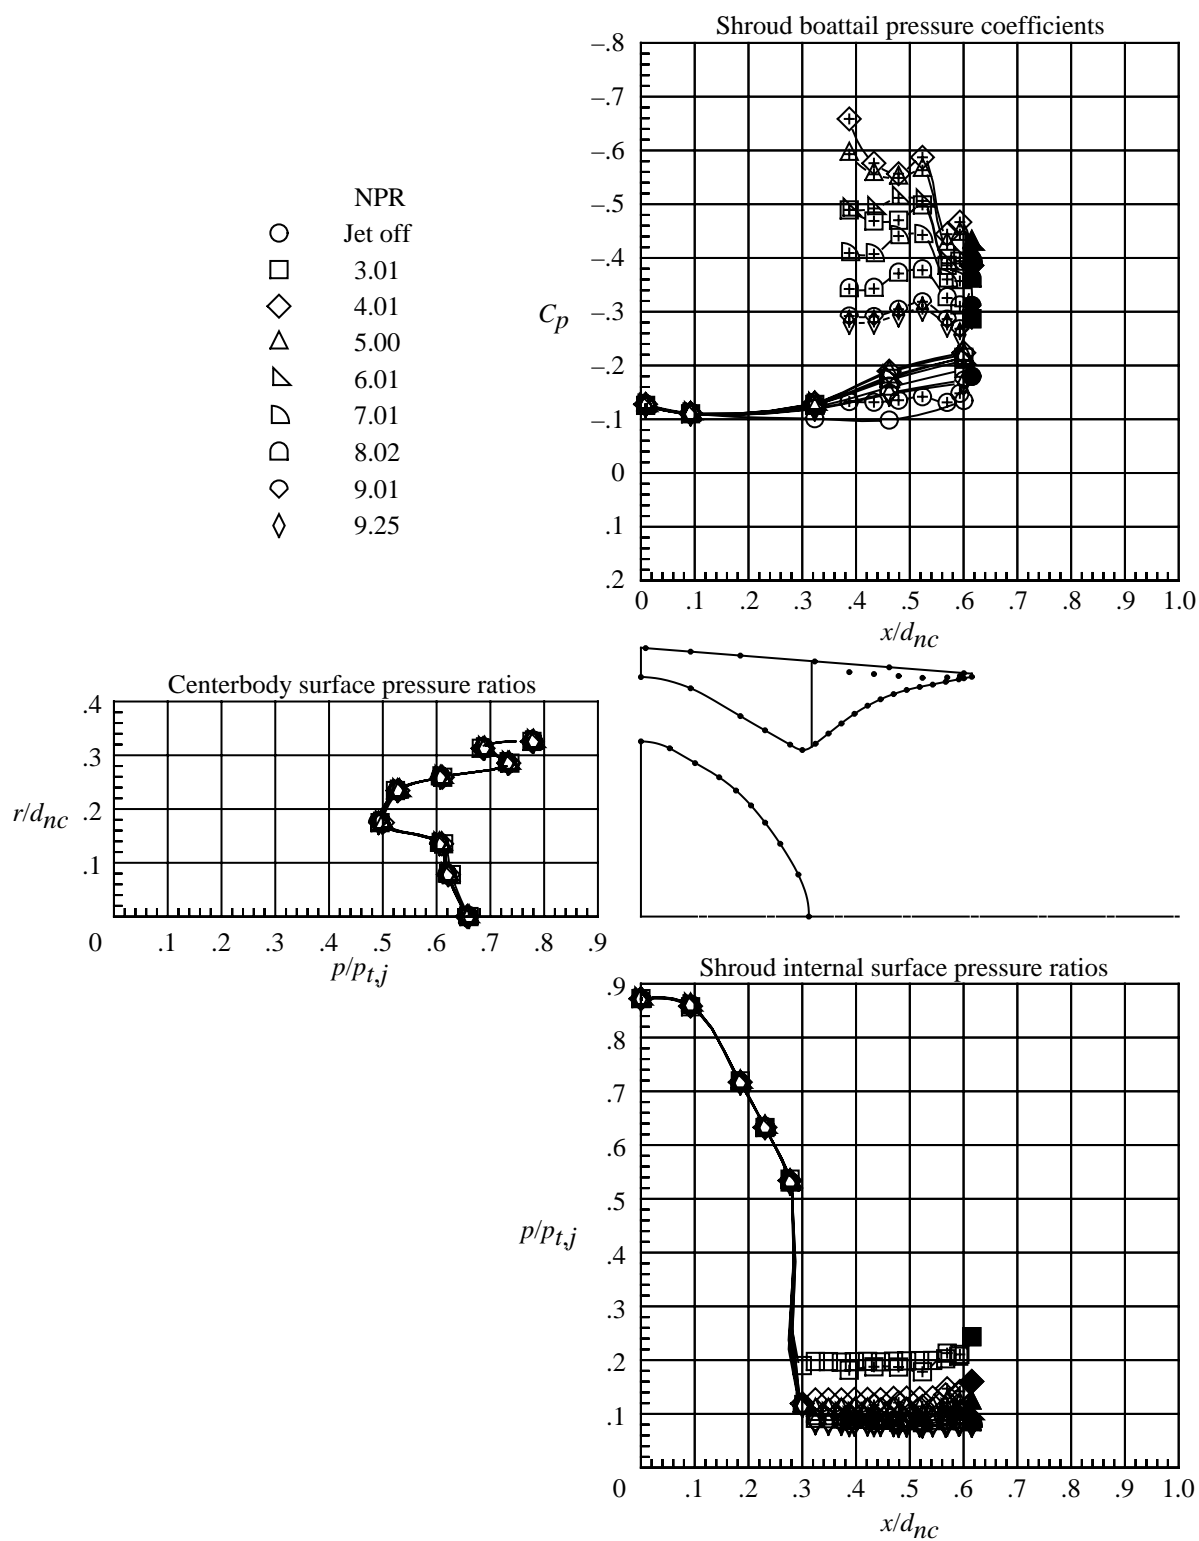 Shroud boattail pressure coefficients
–.8
–.7
–.6
–.5
–.4
–.3
–.2
–.1
0
.1
.2
C_p
0 .1 .2 .3 .4 .5 .6 .7 .8 .9 1.0
x/d_nc
NPR
Jet off
3.01
4.01
5.00
6.01
7.01
8.02
9.01
9.25
Centerbody surface pressure ratios
.4
.3
.2
.1
r/d_nc
0 .1 .2 .3 .4 .5 .6 .7 .8 .9
p/p_t,j
Shroud internal surface pressure ratios
.9
.8
.7
.6
.5
.4
.3
.2
.1
p/p_t,j
0 .1 .2 .3 .4 .5 .6 .7 .8 .9 1.0
x/d_nc